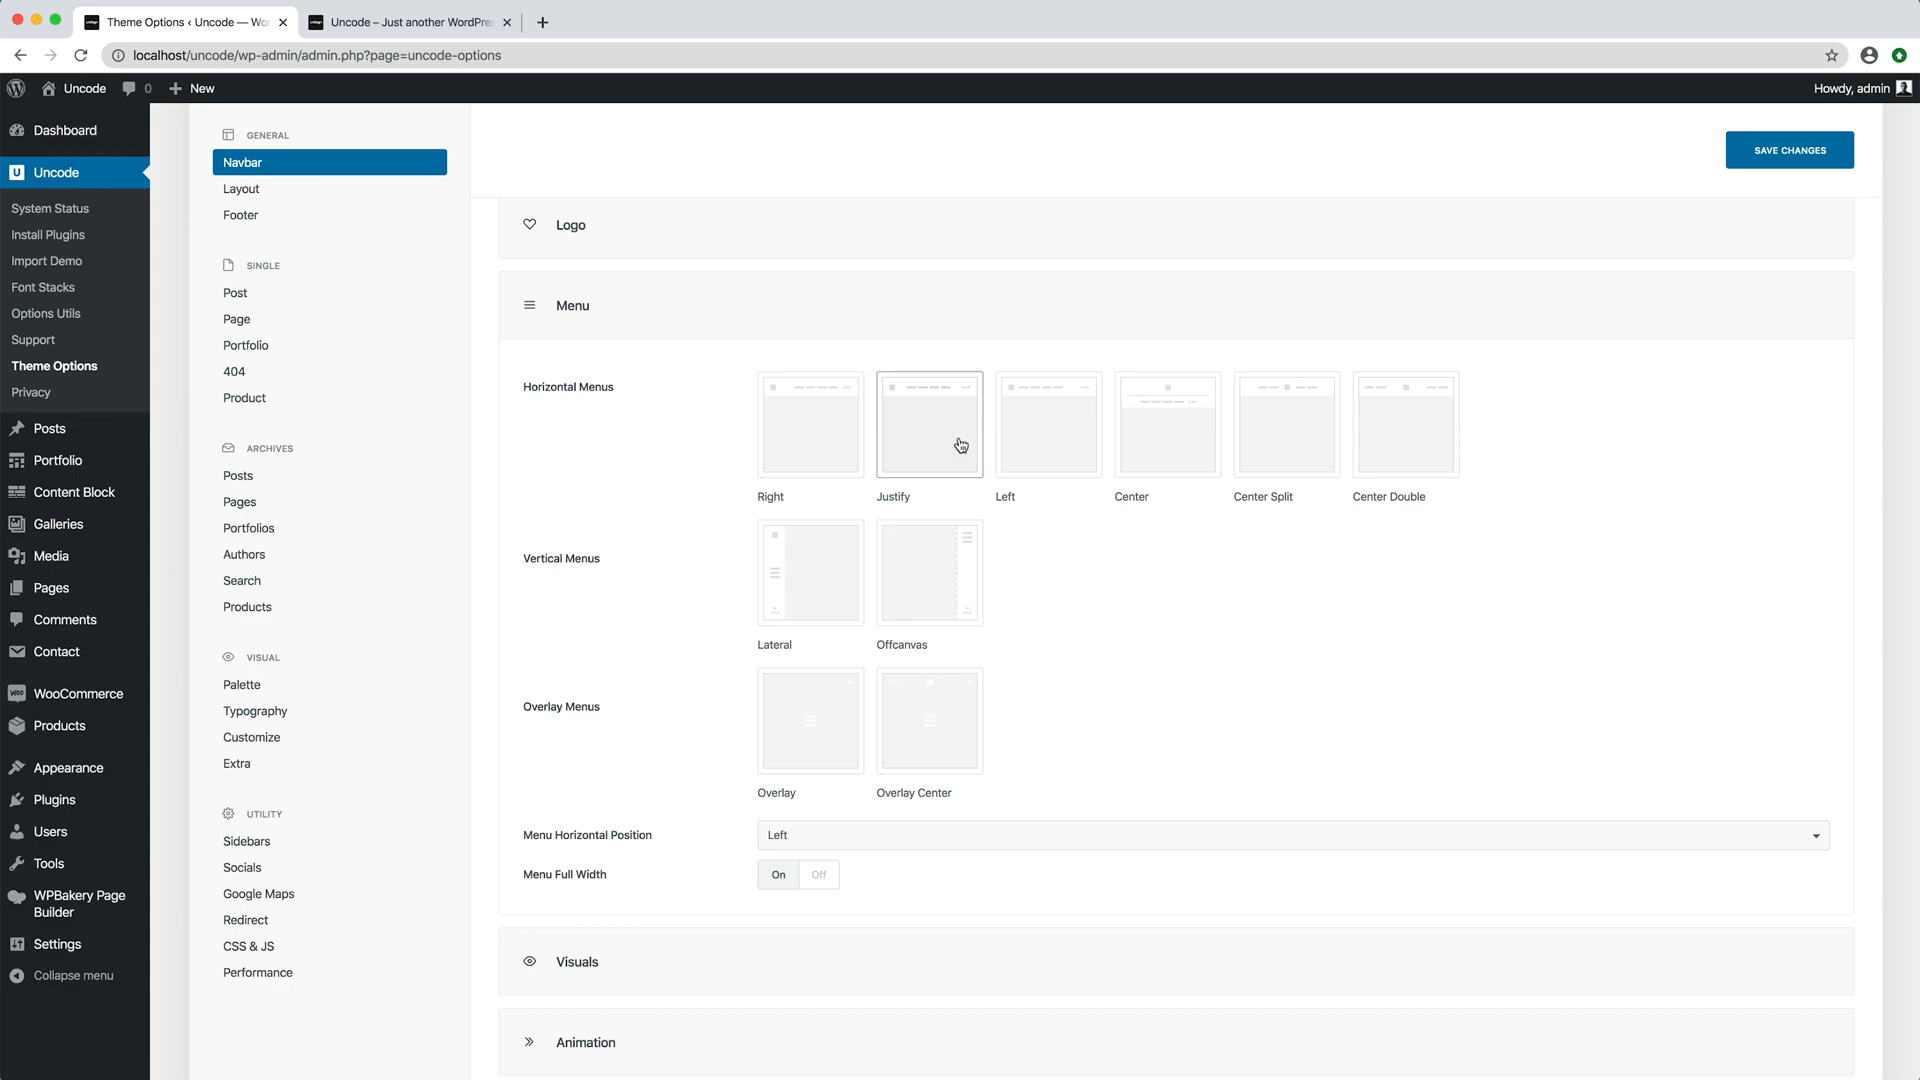 Theme Options ‹ Uncode — Wor
Uncode – Just another WordPres
localhost/uncode/wp-admin/admin.php?page=uncode-options
Uncode
0
New
Howdy, admin
Dashboard
Uncode
System Status
Install Plugins
Import Demo
Font Stacks
Options Utils
Support
Theme Options
Privacy
Posts
Portfolio
Content Block
Galleries
Media
Pages
Comments
Contact
WooCommerce
Products
Appearance
Plugins
Users
Tools
WPBakery Page
Builder
Settings
Collapse menu
GENERAL
Navbar
Layout
Footer
SINGLE
Post
Page
Portfolio
404
Product
ARCHIVES
Posts
Pages
Portfolios
Authors
Search
Products
VISUAL
Palette
Typography
Customize
Extra
UTILITY
Sidebars
Socials
Google Maps
Redirect
CSS & JS
Performance
SAVE CHANGES
Logo
Menu
Horizontal Menus
Right
Justify
Left
Center
Center Split
Center Double
Vertical Menus
Lateral
Offcanvas
Overlay Menus
Overlay
Overlay Center
Menu Horizontal Position
Left
Menu Full Width
On
Off
Visuals
Animation